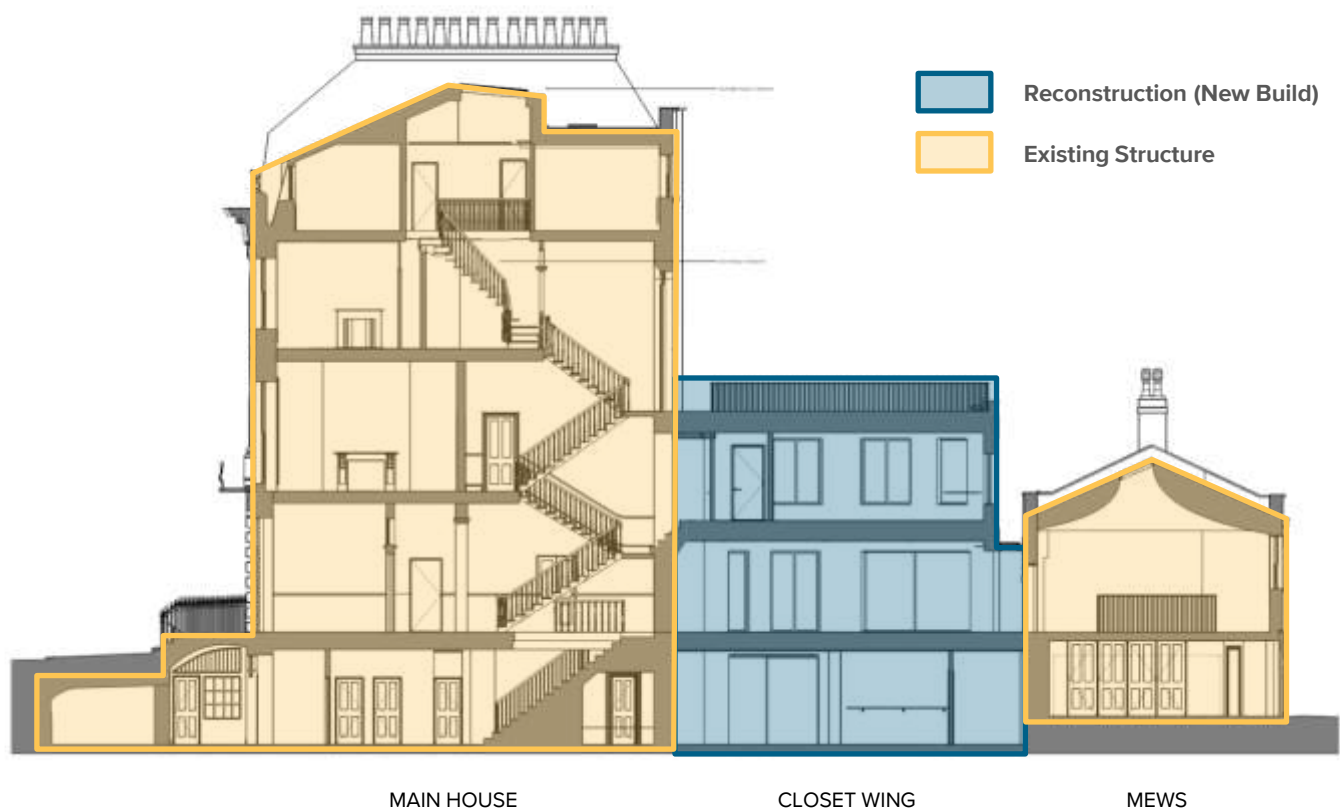 Reconstruction (New Build)
Existing Structure
MAIN HOUSE
CLOSET WING
MEWS